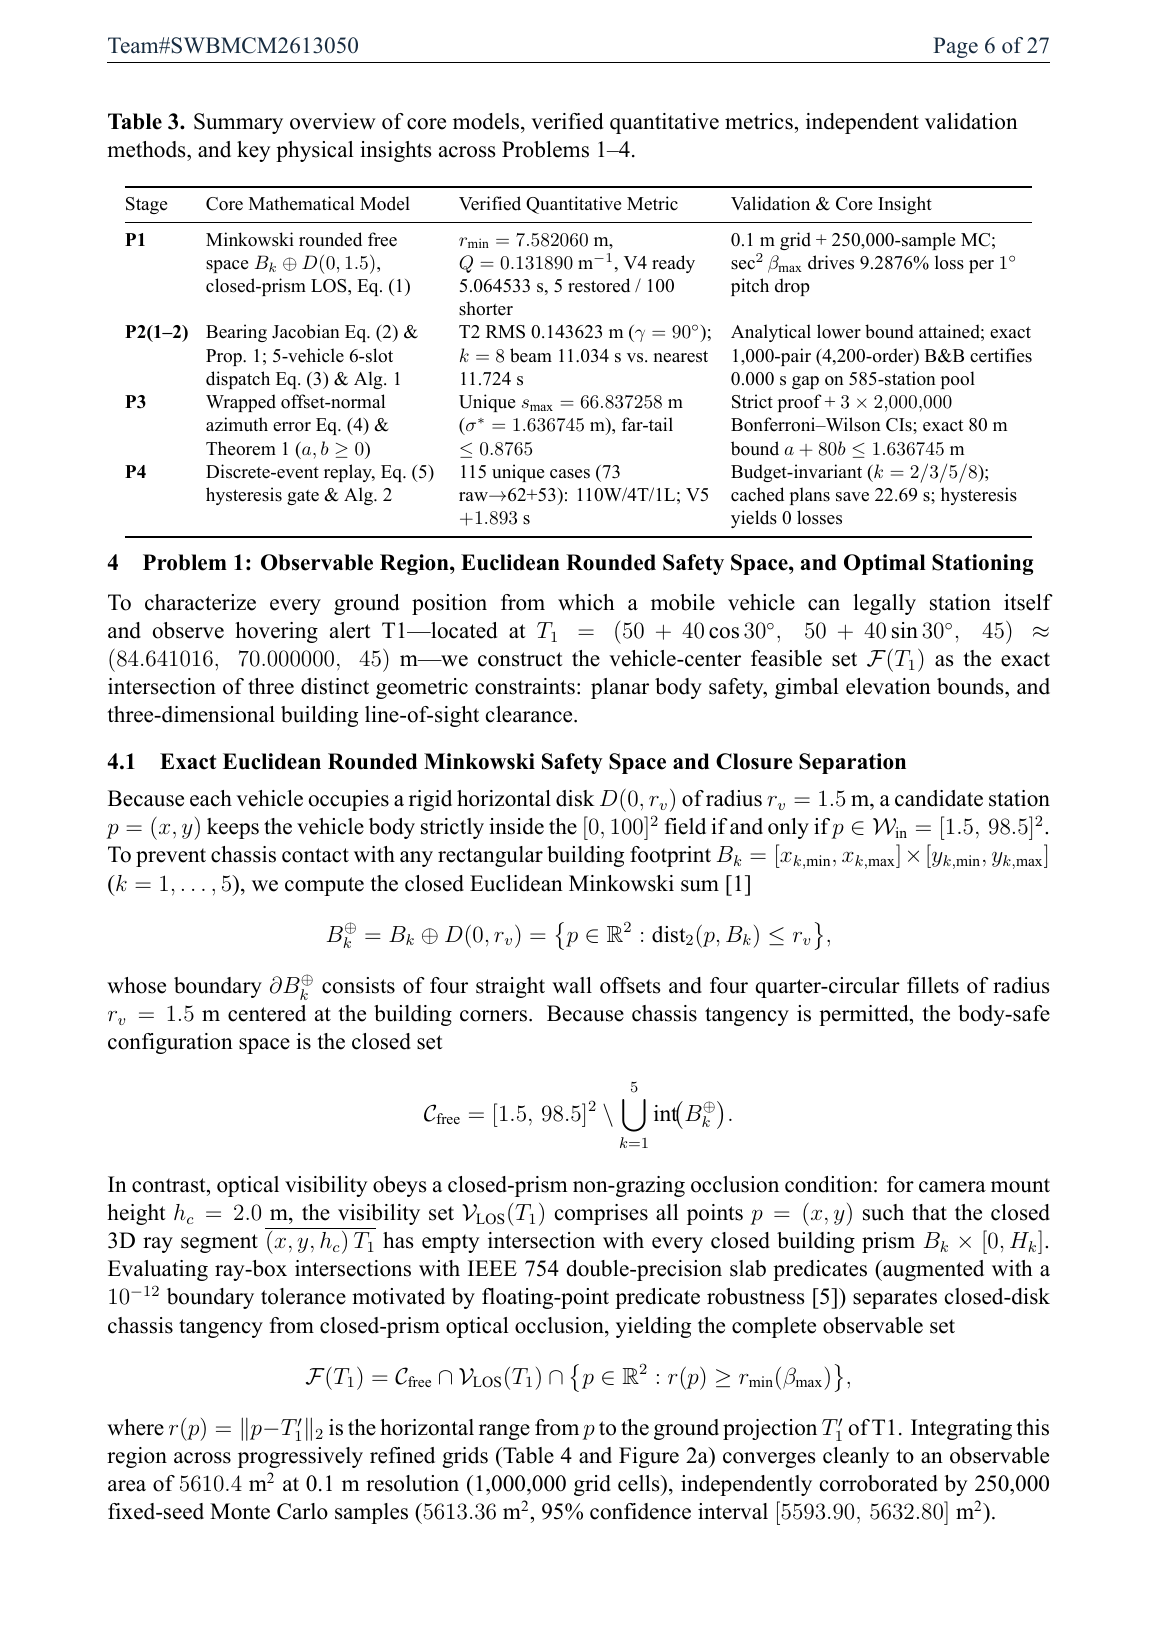 Team#SWBMCM2613050 Page 6 of 27
Table 3. Summary overview of core models, verified quantitative metrics, independent validation
methods, and key physical insights across Problems 1–4.
Stage Core Mathematical Model Verified Quantitative Metric Validation & Core Insight
P1 Minkowski rounded free r_min = 7.582060 m, 0.1 m grid + 250,000-sample MC;
space B_k ⊕ D(0, 1.5), Q = 0.131890 m⁻¹, V4 ready sec² β_max drives 9.2876% loss per 1°
closed-prism LOS, Eq. (1) 5.064533 s, 5 restored / 100 pitch drop
shorter
P2(1–2) Bearing Jacobian Eq. (2) & T2 RMS 0.143623 m (γ = 90°); Analytical lower bound attained; exact
Prop. 1; 5-vehicle 6-slot k = 8 beam 11.034 s vs. nearest 1,000-pair (4,200-order) B&B certifies
dispatch Eq. (3) & Alg. 1 11.724 s 0.000 s gap on 585-station pool
P3 Wrapped offset-normal Unique s_max = 66.837258 m Strict proof + 3 × 2,000,000
azimuth error Eq. (4) & (σ* = 1.636745 m), far-tail Bonferroni–Wilson CIs; exact 80 m
Theorem 1 (a, b ≥ 0) ≤ 0.8765 bound a + 80b ≤ 1.636745 m
P4 Discrete-event replay, Eq. (5) 115 unique cases (73 Budget-invariant (k = 2/3/5/8);
hysteresis gate & Alg. 2 raw→62+53): 110W/4T/1L; V5 cached plans save 22.69 s; hysteresis
+1.893 s yields 0 losses
4 Problem 1: Observable Region, Euclidean Rounded Safety Space, and Optimal Stationing
To characterize every ground position from which a mobile vehicle can legally station itself
and observe hovering alert T1—located at T₁ = (50 + 40 cos 30°, 50 + 40 sin 30°, 45) ≈
(84.641016, 70.000000, 45) m—we construct the vehicle-center feasible set ℱ(T₁) as the exact
intersection of three distinct geometric constraints: planar body safety, gimbal elevation bounds, and
three-dimensional building line-of-sight clearance.
4.1 Exact Euclidean Rounded Minkowski Safety Space and Closure Separation
Because each vehicle occupies a rigid horizontal disk D(0, r_v) of radius r_v = 1.5 m, a candidate station
p = (x, y) keeps the vehicle body strictly inside the [0, 100]² field if and only if p ∈ 𝒲_in = [1.5, 98.5]².
To prevent chassis contact with any rectangular building footprint B_k = [x_k,min, x_k,max] × [y_k,min, y_k,max]
(k = 1, . . . , 5), we compute the closed Euclidean Minkowski sum [1]
B_k^⊕ = B_k ⊕ D(0, r_v) = {p ∈ ℝ² : dist₂(p, B_k) ≤ r_v},
whose boundary ∂B_k^⊕ consists of four straight wall offsets and four quarter-circular fillets of radius
r_v = 1.5 m centered at the building corners. Because chassis tangency is permitted, the body-safe
configuration space is the closed set
𝒞_free = [1.5, 98.5]² \ ⋃_{k=1}^{5} int(B_k^⊕).
In contrast, optical visibility obeys a closed-prism non-grazing occlusion condition: for camera mount
height h_c = 2.0 m, the visibility set 𝒱_LOS(T₁) comprises all points p = (x, y) such that the closed
3D ray segment \overline{(x, y, h_c) T₁} has empty intersection with every closed building prism B_k × [0, H_k].
Evaluating ray-box intersections with IEEE 754 double-precision slab predicates (augmented with a
10⁻¹² boundary tolerance motivated by floating-point predicate robustness [5]) separates closed-disk
chassis tangency from closed-prism optical occlusion, yielding the complete observable set
ℱ(T₁) = 𝒞_free ∩ 𝒱_LOS(T₁) ∩ {p ∈ ℝ² : r(p) ≥ r_min(β_max)},
where r(p) = ‖p−T₁′‖₂ is the horizontal range from p to the ground projection T₁′ of T1. Integrating this
region across progressively refined grids (Table 4 and Figure 2a) converges cleanly to an observable
area of 5610.4 m² at 0.1 m resolution (1,000,000 grid cells), independently corroborated by 250,000
fixed-seed Monte Carlo samples (5613.36 m², 95% confidence interval [5593.90, 5632.80] m²).